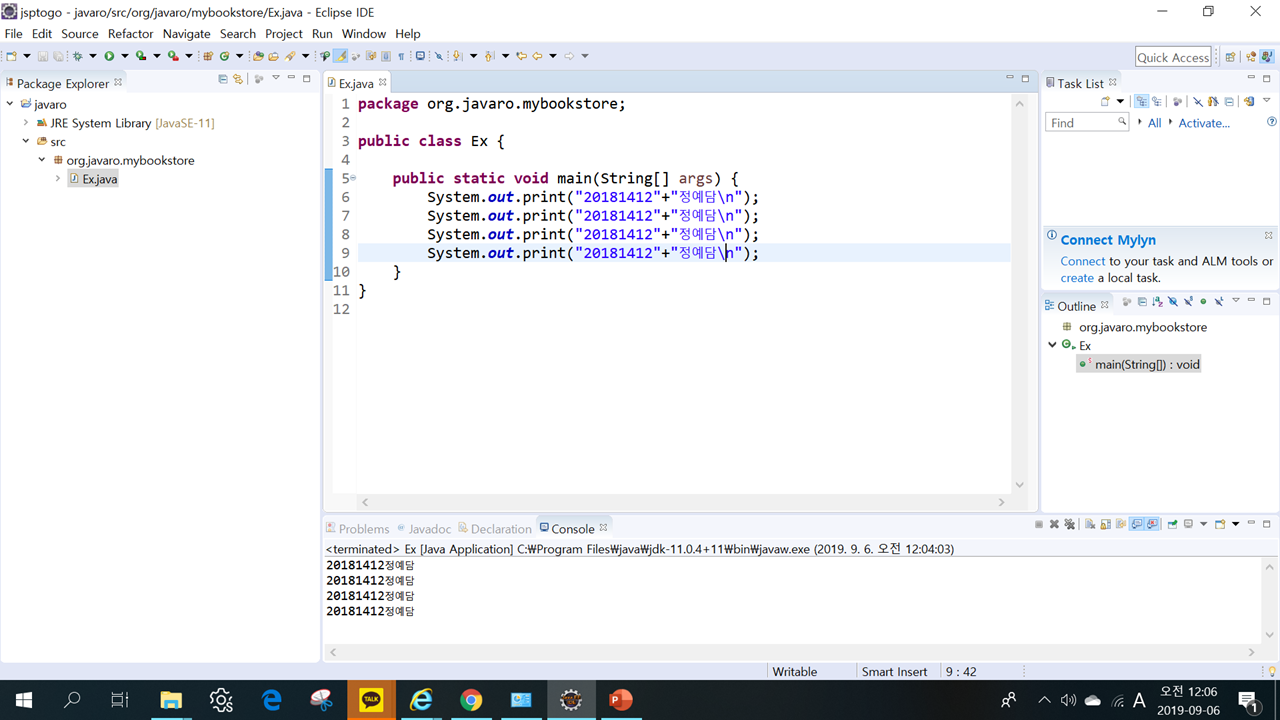 jsptogo - javaro/src/org/javaro/mybookstore/Ex.java - Eclipse IDE
File Edit Source Refactor Navigate Search Project Run Window Help
Quick Access
Package Explorer
javaro
JRE System Library [JavaSE-11]
src
org.javaro.mybookstore
Ex.java
Ex.java
1 package org.javaro.mybookstore;
2
3 public class Ex {
4
5 public static void main(String[] args) {
6 System.out.print("20181412"+"정예담\n");
7 System.out.print("20181412"+"정예담\n");
8 System.out.print("20181412"+"정예담\n");
9 System.out.print("20181412"+"정예담\n");
10 }
11 }
12
Task List
Find All Activate...
Connect Mylyn
Connect to your task and ALM tools or
create a local task.
Outline
org.javaro.mybookstore
Ex
main(String[]) : void
Problems Javadoc Declaration Console
<terminated> Ex [Java Application] C:₩Program Files₩java₩jdk-11.0.4+11₩bin₩javaw.exe (2019. 9. 6. 오전 12:04:03)
20181412정예담
20181412정예담
20181412정예담
20181412정예담
Writable Smart Insert 9 : 42
TALK
A
오전 12:06
2019-09-06
1